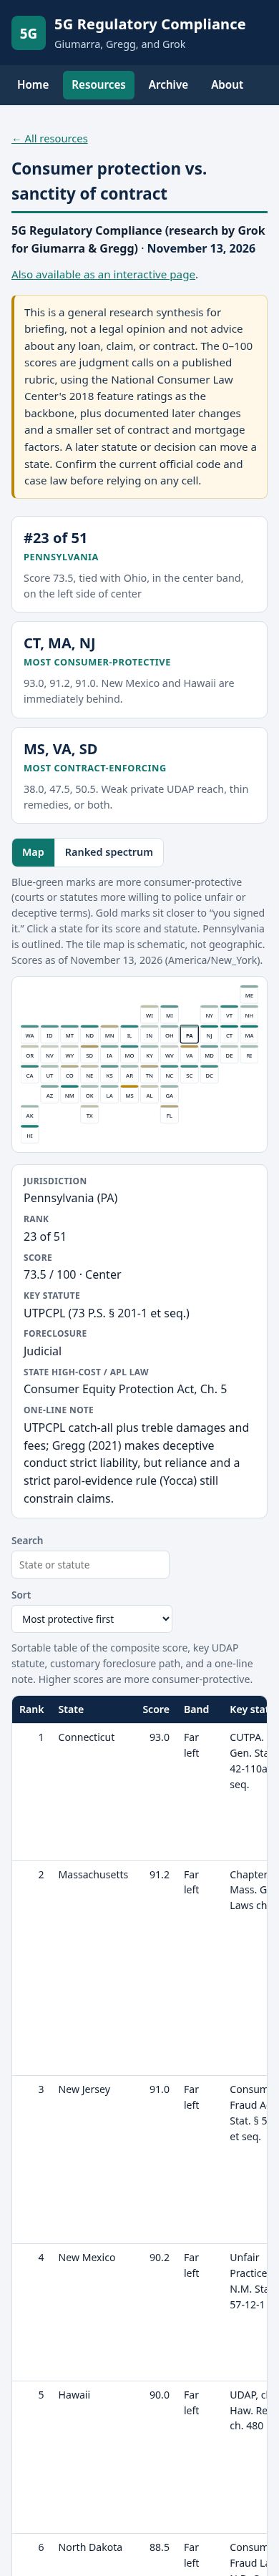 5G
5G Regulatory Compliance
Giumarra, Gregg, and Grok
Home Resources Archive About
← All resources
Consumer protection vs.
sanctity of contract
5G Regulatory Compliance (research by Grok
for Giumarra & Gregg) · November 13, 2026
Also available as an interactive page.
This is a general research synthesis for
briefing, not a legal opinion and not advice
about any loan, claim, or contract. The 0–100
scores are judgment calls on a published
rubric, using the National Consumer Law
Center's 2018 feature ratings as the
backbone, plus documented later changes
and a smaller set of contract and mortgage
factors. A later statute or decision can move a
state. Confirm the current official code and
case law before relying on any cell.
#23 of 51
PENNSYLVANIA
Score 73.5, tied with Ohio, in the center band,
on the left side of center
CT, MA, NJ
MOST CONSUMER-PROTECTIVE
93.0, 91.2, 91.0. New Mexico and Hawaii are
immediately behind.
MS, VA, SD
MOST CONTRACT-ENFORCING
38.0, 47.5, 50.5. Weak private UDAP reach, thin
remedies, or both.
Map Ranked spectrum
Blue-green marks are more consumer-protective
(courts or statutes more willing to police unfair or
deceptive terms). Gold marks sit closer to “you signed
it.” Click a state for its score and statute. Pennsylvania
is outlined. The tile map is schematic, not geographic.
Scores as of November 13, 2026 (America/New_York).
ME
WI MI NY VT NH
WA ID MT ND MN IL IN OH PA NJ CT MA
OR NV WY SD IA MO KY WV VA MD DE RI
CA UT CO NE KS AR TN NC SC DC
AZ NM OK LA MS AL GA
AK TX FL
HI
JURISDICTION
Pennsylvania (PA)
RANK
23 of 51
SCORE
73.5 / 100 · Center
KEY STATUTE
UTPCPL (73 P.S. § 201-1 et seq.)
FORECLOSURE
Judicial
STATE HIGH-COST / APL LAW
Consumer Equity Protection Act, Ch. 5
ONE-LINE NOTE
UTPCPL catch-all plus treble damages and
fees; Gregg (2021) makes deceptive
conduct strict liability, but reliance and a
strict parol-evidence rule (Yocca) still
constrain claims.
Search
State or statute
Sort
Most protective first
Sortable table of the composite score, key UDAP
statute, customary foreclosure path, and a one-line
note. Higher scores are more consumer-protective.
Rank State Score Band Key stat
1 Connecticut 93.0 Far left CUTPA.
Gen. Sta
42-110a
seq.
2 Massachusetts 91.2 Far left Chapter
Mass. G
Laws ch
3 New Jersey 91.0 Far left Consum
Fraud A
Stat. § 5
et seq.
4 New Mexico 90.2 Far left Unfair
Practice
N.M. Sta
57-12-1
5 Hawaii 90.0 Far left UDAP, c
Haw. Re
ch. 480
6 North Dakota 88.5 Far left Consum
Fraud La